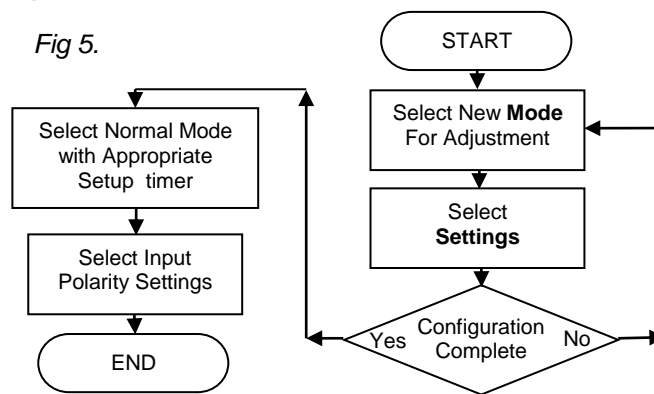 Fig 5.
START
Select New Mode
For Adjustment
Select
Settings
Yes
Configuration
Complete
No
Select Normal Mode
with Appropriate
Setup timer
Select Input
Polarity Settings
END